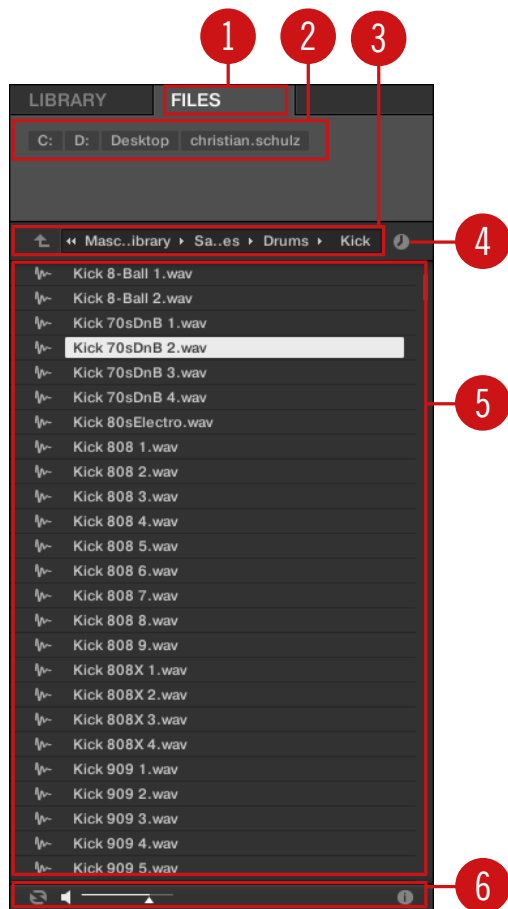 1 2 3
LIBRARY FILES
C: D: Desktop christian.schulz
Masc..ibrary Sa..es Drums Kick 4
Kick 8-Ball 1.wav
Kick 8-Ball 2.wav
Kick 70sDnB 1.wav
Kick 70sDnB 2.wav
Kick 70sDnB 3.wav
Kick 70sDnB 4.wav
5
Kick 80sElectro.wav
Kick 808 1.wav
Kick 808 2.wav
Kick 808 3.wav
Kick 808 4.wav
Kick 808 5.wav
Kick 808 6.wav
Kick 808 7.wav
Kick 808 8.wav
Kick 808 9.wav
Kick 808X 1.wav
Kick 808X 2.wav
Kick 808X 3.wav
Kick 808X 4.wav
Kick 909 1.wav
Kick 909 2.wav
Kick 909 3.wav
Kick 909 4.wav
Kick 909 5.wav
6